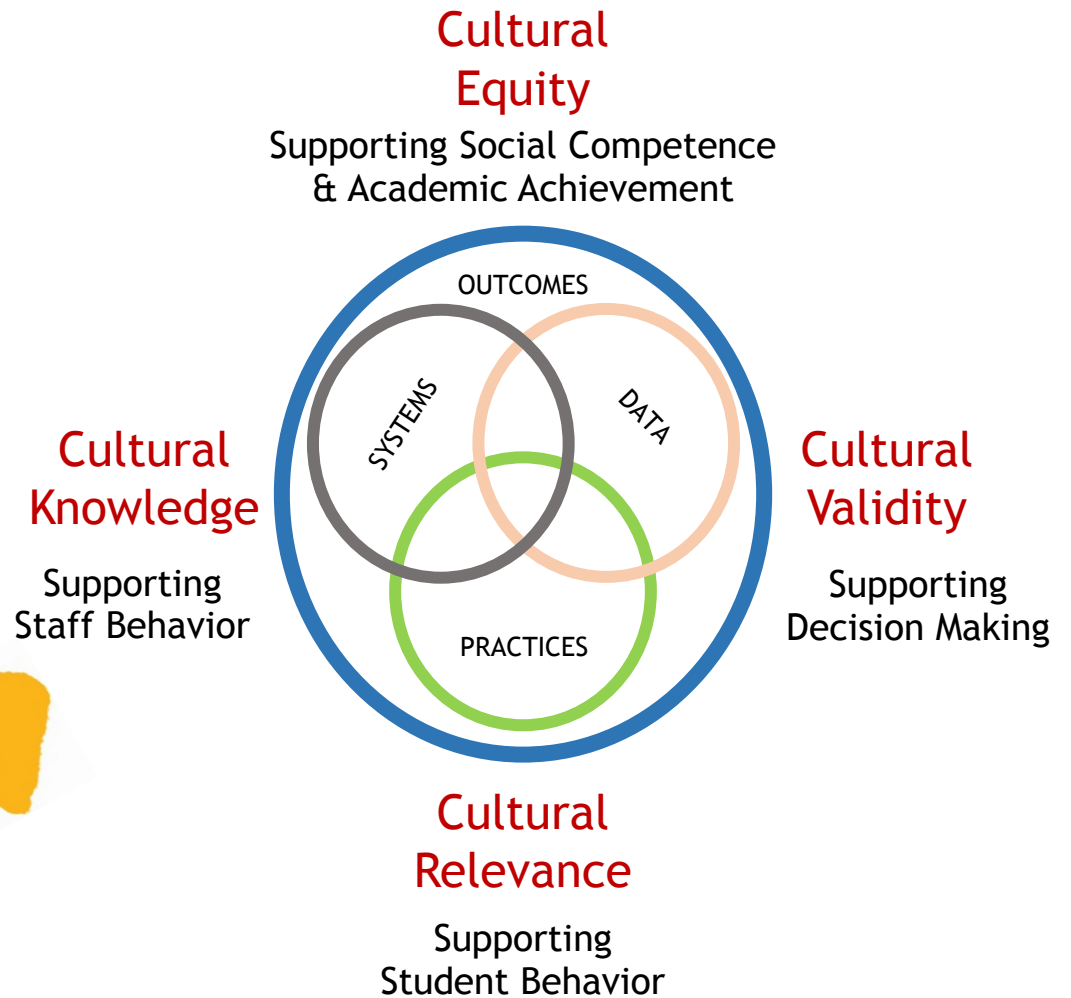 Cultural
Equity
Supporting Social Competence
& Academic Achievement
OUTCOMES
SYSTEMS
DATA
Cultural
Knowledge
Supporting
Staff Behavior
Cultural
Validity
Supporting
Decision Making
PRACTICES
Cultural
Relevance
Supporting
Student Behavior